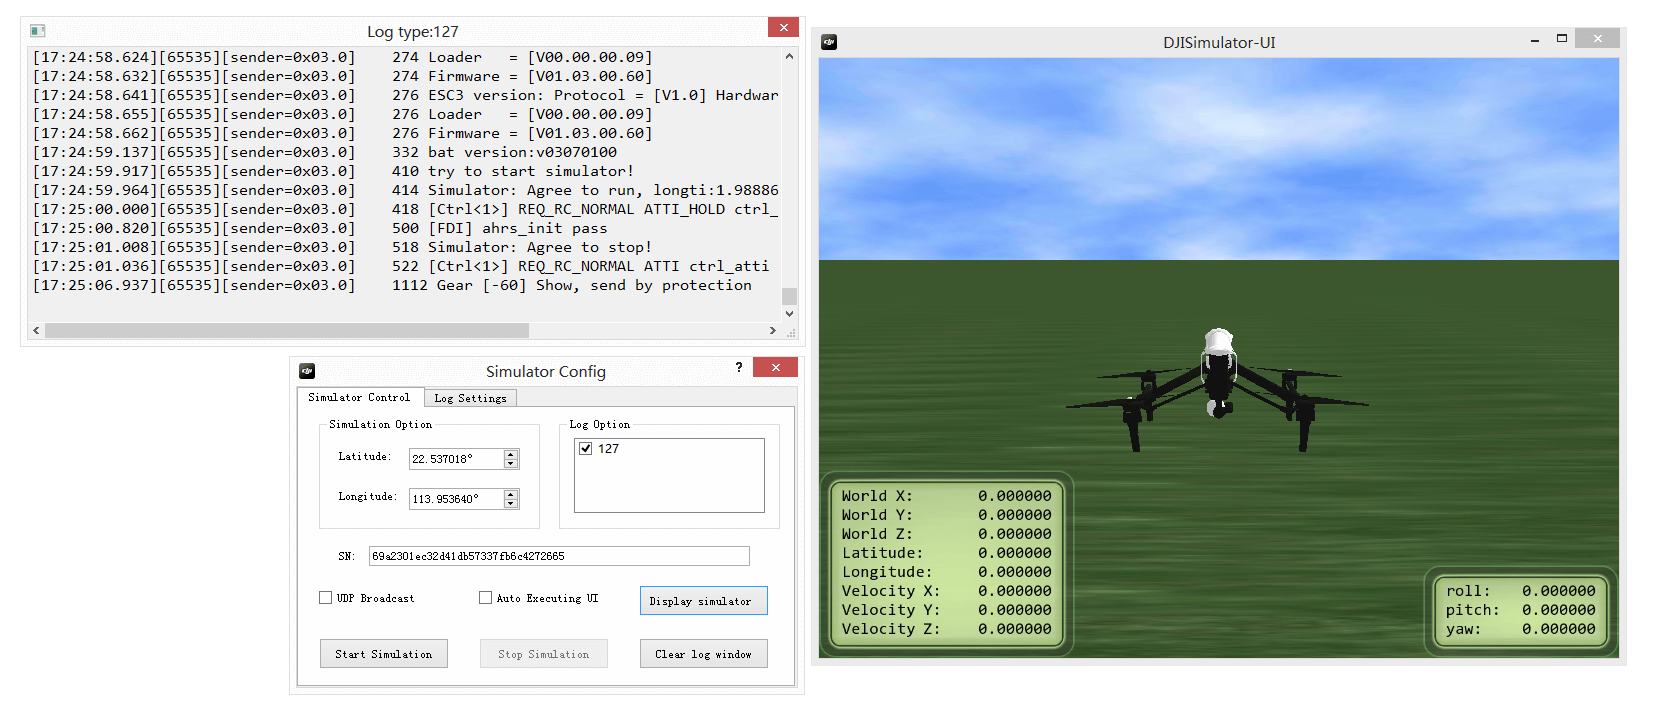 Log type:127
[17:24:58.624][65535][sender=0x03.0]    274 Loader   = [V00.00.00.09]
[17:24:58.632][65535][sender=0x03.0]    274 Firmware = [V01.03.00.60]
[17:24:58.641][65535][sender=0x03.0]    276 ESC3 version: Protocol = [V1.0] Hardwar
[17:24:58.655][65535][sender=0x03.0]    276 Loader   = [V00.00.00.09]
[17:24:58.662][65535][sender=0x03.0]    276 Firmware = [V01.03.00.60]
[17:24:59.137][65535][sender=0x03.0]    332 bat version:v03070100
[17:24:59.917][65535][sender=0x03.0]    410 try to start simulator!
[17:24:59.964][65535][sender=0x03.0]    414 Simulator: Agree to run, longti:1.98886
[17:25:00.000][65535][sender=0x03.0]    418 [Ctrl<1>] REQ_RC_NORMAL ATTI_HOLD ctrl_
[17:25:00.820][65535][sender=0x03.0]    500 [FDI] ahrs_init pass
[17:25:01.008][65535][sender=0x03.0]    518 Simulator: Agree to stop!
[17:25:01.036][65535][sender=0x03.0]    522 [Ctrl<1>] REQ_RC_NORMAL ATTI ctrl_atti
[17:25:06.937][65535][sender=0x03.0]    1112 Gear [-60] Show, send by protection
Simulator Config
?
Simulator Control
Log Settings
Simulation Option
Latitude: 22.537018°
Longitude: 113.953640°
Log Option
127
SN: 69a2301ec32d41db57337fb6c4272665
UDP Broadcast
Auto Executing UI
Display simulator
Start Simulation
Stop Simulation
Clear log window
DJISimulator-UI
World X: 0.000000
World Y: 0.000000
World Z: 0.000000
Latitude: 0.000000
Longitude: 0.000000
Velocity X: 0.000000
Velocity Y: 0.000000
Velocity Z: 0.000000
roll: 0.000000
pitch: 0.000000
yaw: 0.000000